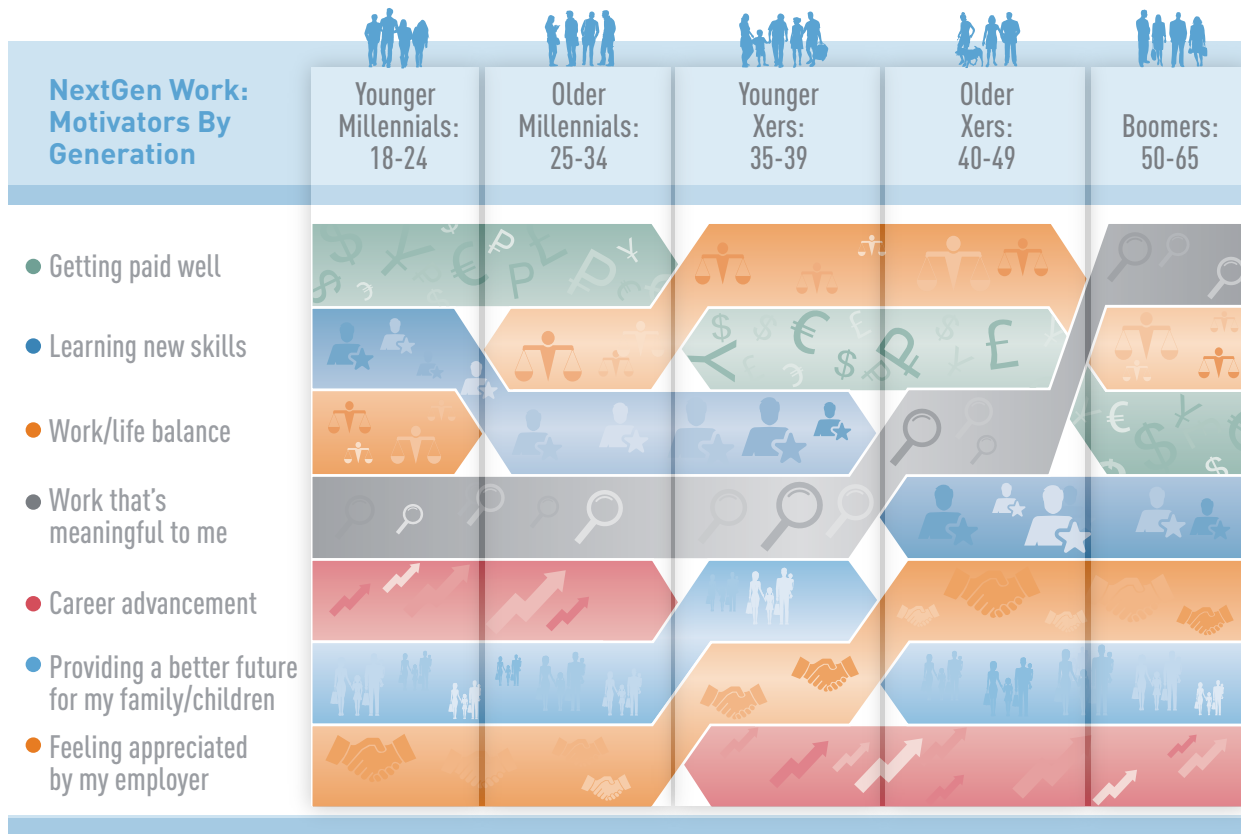 NextGen Work:
Motivators By
Generation
Younger
Millennials:
18-24
Older
Millennials:
25-34
Younger
Xers:
35-39
Older
Xers:
40-49
Boomers:
50-65
Getting paid well
Learning new skills
Work/life balance
Work that's
meaningful to me
Career advancement
Providing a better future
for my family/children
Feeling appreciated
by my employer